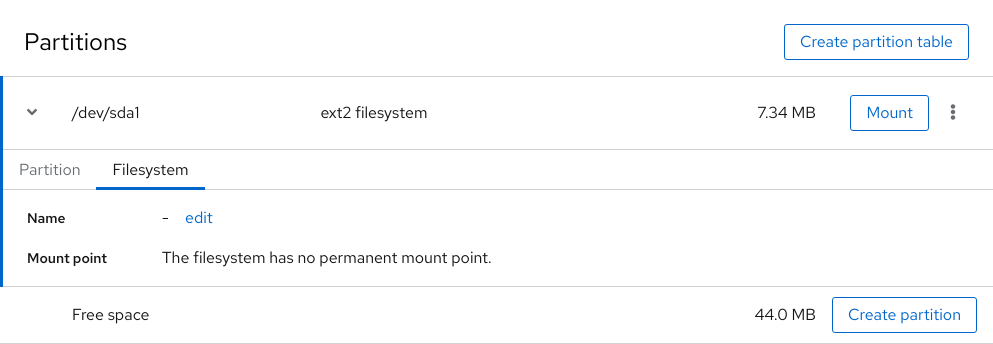 Partitions
Create partition table
/dev/sda1 ext2 filesystem 7.34 MB Mount
Partition Filesystem
Name - edit
Mount point The filesystem has no permanent mount point.
Free space 44.0 MB Create partition